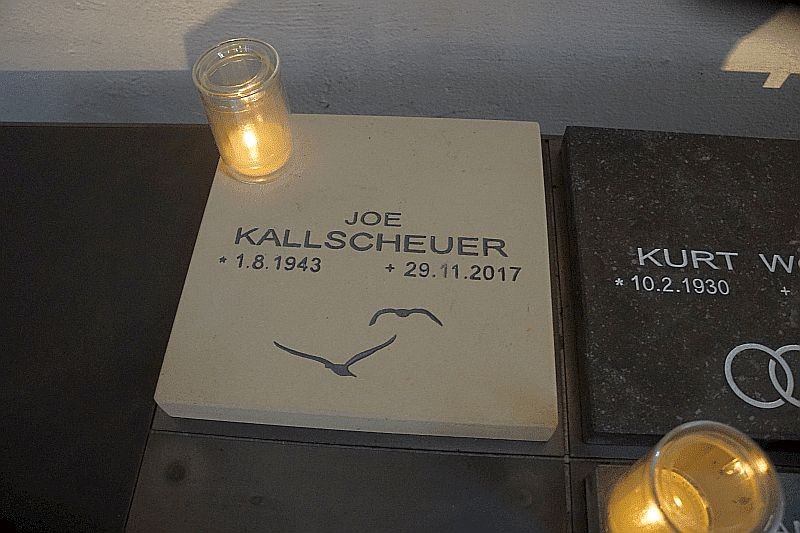 JOE
KALLSCHEUER
* 1.8.1943 + 29.11.2017
KURT
* 10.2.1930 +